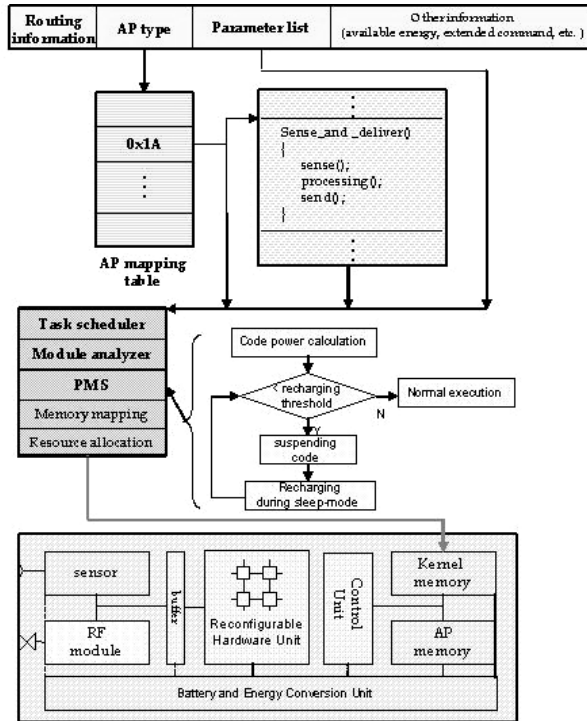 Routing
information
AP type
Parameter list
Other information
(available energy, extended command, etc. )
0x1A
AP mapping
table
Sense_and _deliver()
{
sense();
processing();
send();
}
Task scheduler
Module analyzer
PMS
Memory mapping
Resource allocation
Code power calculation
< recharging
threshold
N
Normal execution
Y
suspending
code
Recharging
during sleep-mode
sensor
RF
module
buffer
Reconfigurable
Hardware Unit
Control
Unit
Kernel
memory
AP
memory
Battery and Energy Conversion Unit